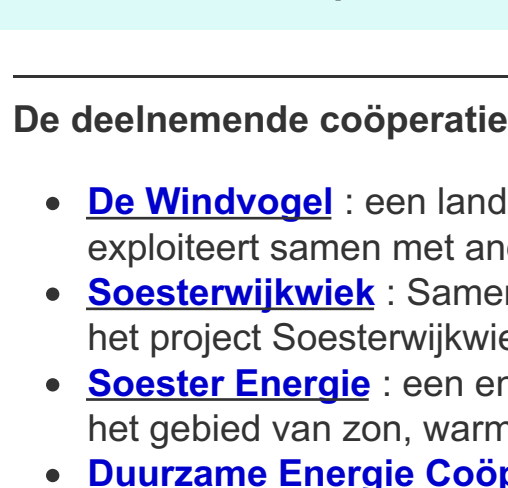 De deelnemende coöperatie
De Windvogel : een land
exploiteert samen met an
Soesterwijkwiek : Samer
het project Soesterwijkwie
Soester Energie : een en
het gebied van zon, warm
Duurzame Energie Coöp